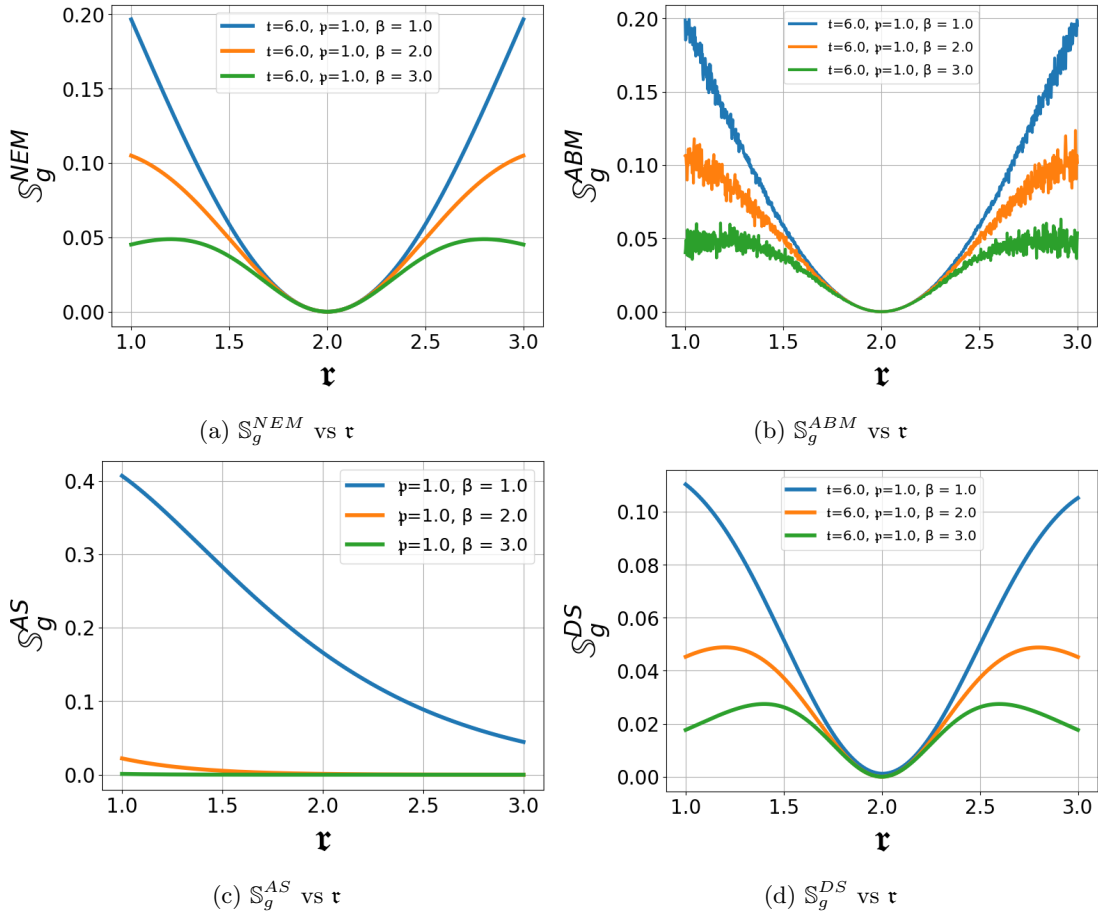 0.20
0.15
0.10
0.05
0.00
1.0 1.5 2.0 2.5 3.0
𝕊_g^{NEM}
𝔯
𝔱=6.0, 𝔭=1.0, β = 1.0
𝔱=6.0, 𝔭=1.0, β = 2.0
𝔱=6.0, 𝔭=1.0, β = 3.0
(a) 𝕊_g^{NEM} vs 𝔯
0.20
0.15
0.10
0.05
0.00
1.0 1.5 2.0 2.5 3.0
𝕊_g^{ABM}
𝔯
𝔱=6.0, 𝔭=1.0, β = 1.0
𝔱=6.0, 𝔭=1.0, β = 2.0
𝔱=6.0, 𝔭=1.0, β = 3.0
(b) 𝕊_g^{ABM} vs 𝔯
0.4
0.3
0.2
0.1
0.0
1.0 1.5 2.0 2.5 3.0
𝕊_g^{AS}
𝔯
𝔭=1.0, β = 1.0
𝔭=1.0, β = 2.0
𝔭=1.0, β = 3.0
(c) 𝕊_g^{AS} vs 𝔯
0.10
0.08
0.06
0.04
0.02
0.00
1.0 1.5 2.0 2.5 3.0
𝕊_g^{DS}
𝔯
𝔱=6.0, 𝔭=1.0, β = 1.0
𝔱=6.0, 𝔭=1.0, β = 2.0
𝔱=6.0, 𝔭=1.0, β = 3.0
(d) 𝕊_g^{DS} vs 𝔯